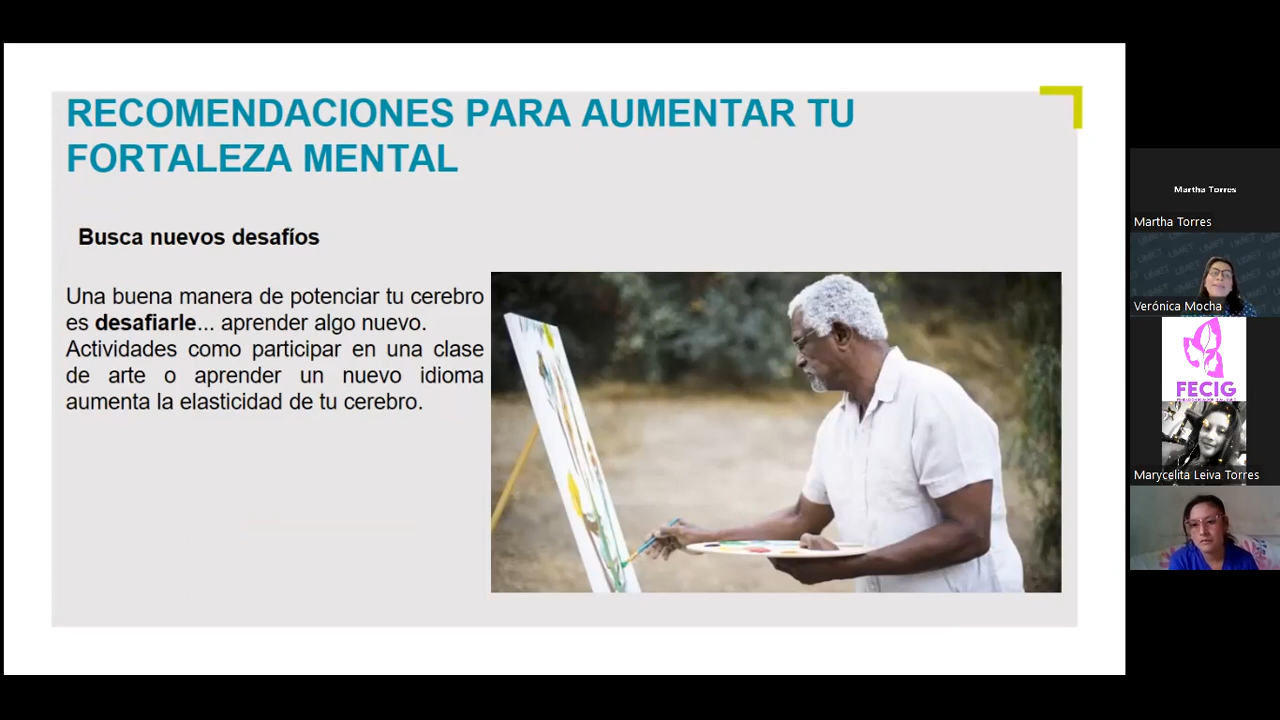 RECOMENDACIONES PARA AUMENTAR TU
FORTALEZA MENTAL
Busca nuevos desafíos
Una buena manera de potenciar tu cerebro
es desafiarle... aprender algo nuevo.
Actividades como participar en una clase
de arte o aprender un nuevo idioma
aumenta la elasticidad de tu cerebro.
Martha Torres
Martha Torres
Verónica Mocha
FECIG
Marycelita Leiva Torres